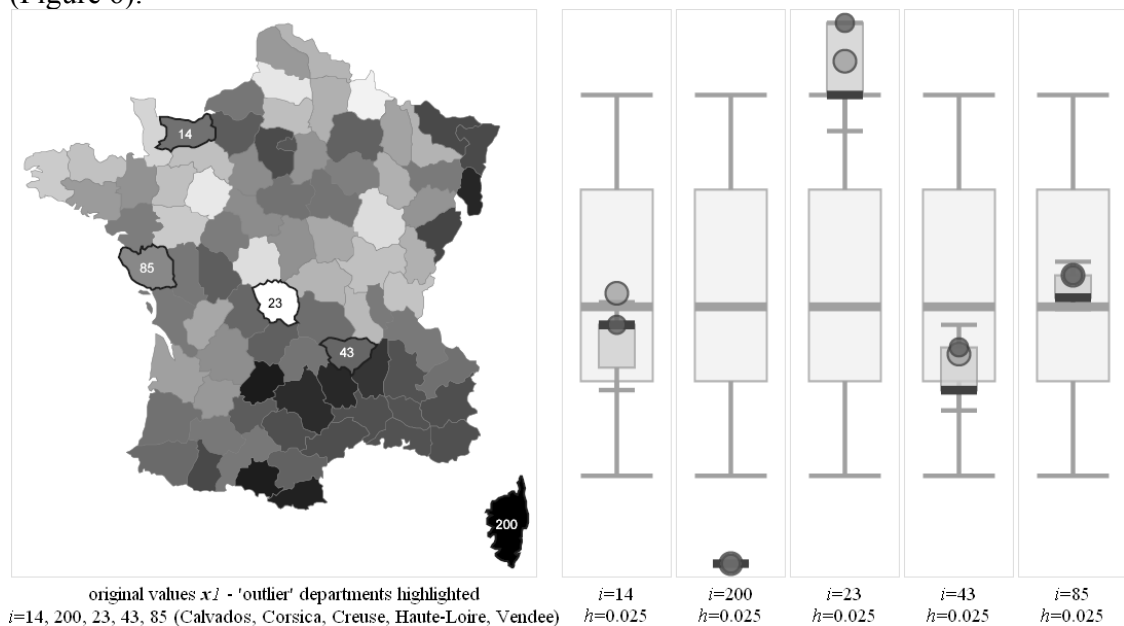 (Figure 6).
14
85
23
43
200
original values x1 - 'outlier' departments highlighted
i=14, 200, 23, 43, 85 (Calvados, Corsica, Creuse, Haute-Loire, Vendee)
i=14
h=0.025
i=200
h=0.025
i=23
h=0.025
i=43
h=0.025
i=85
h=0.025